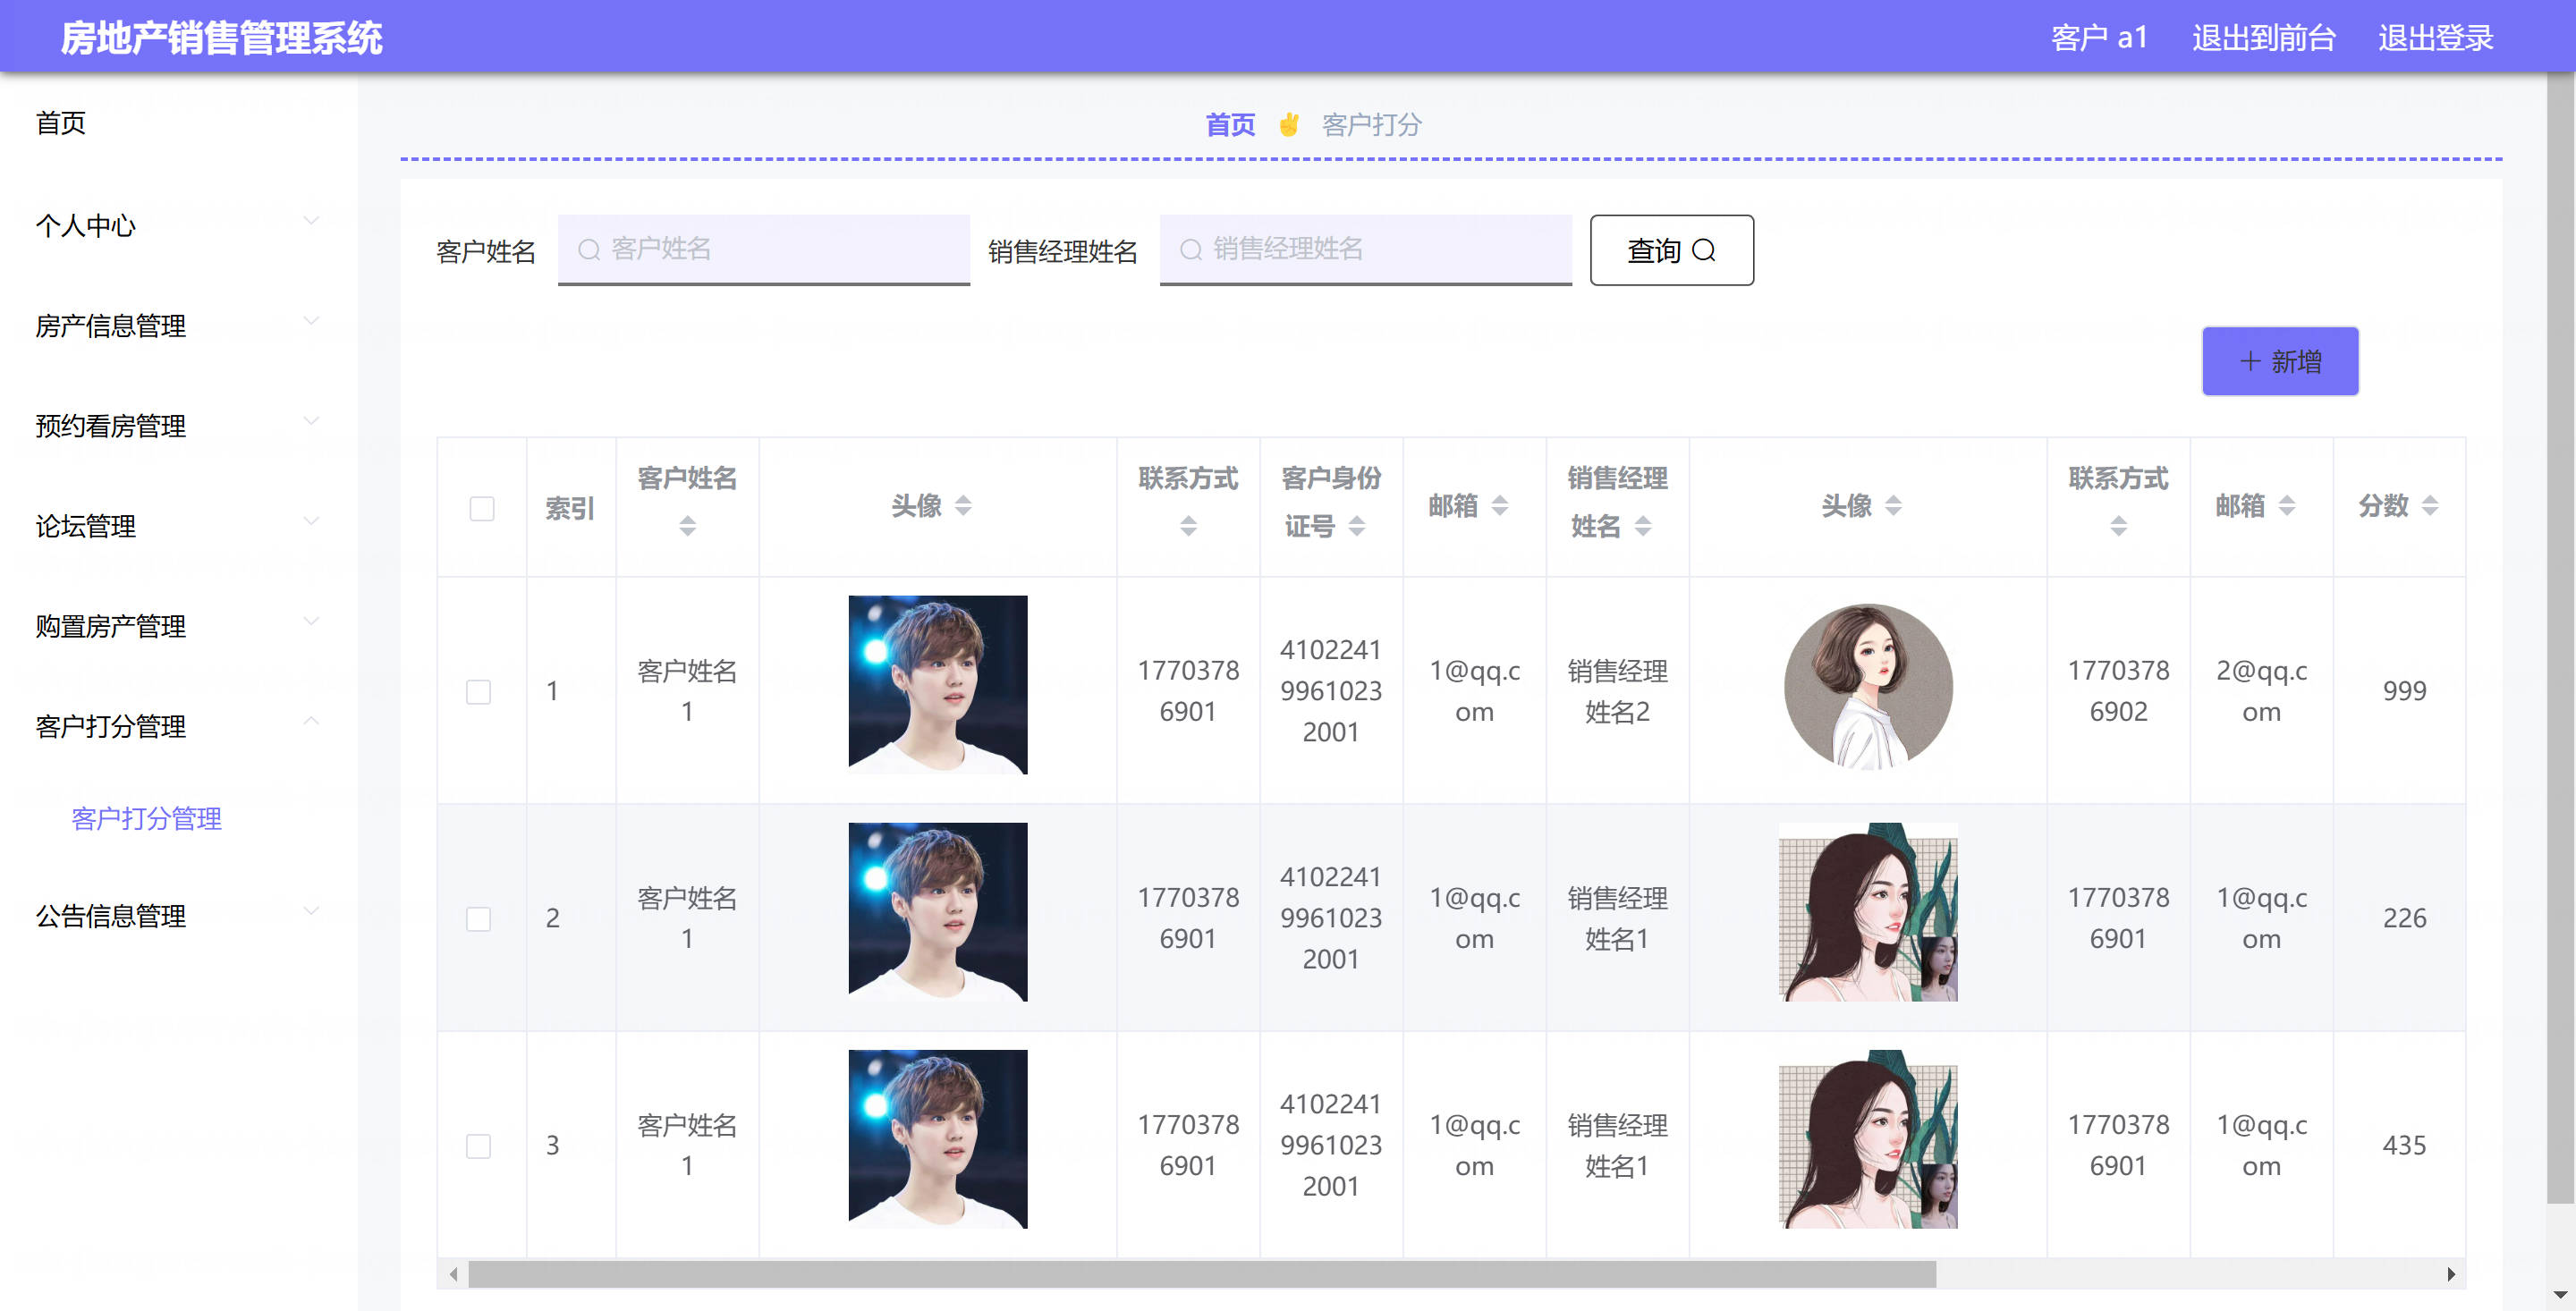 房地产销售管理系统
客户 a1 退出到前台 退出登录
首页
个人中心
房产信息管理
预约看房管理
论坛管理
购置房产管理
客户打分管理
客户打分管理
公告信息管理
首页 客户打分
客户姓名 客户姓名 销售经理姓名 销售经理姓名 查询
新增
索引 客户姓名 头像 联系方式 客户身份证号 邮箱 销售经理姓名 头像 联系方式 邮箱 分数
1 客户姓名1 17703786901 410224199610232001 1@qq.com 销售经理姓名2 17703786902 2@qq.com 999
2 客户姓名1 17703786901 410224199610232001 1@qq.com 销售经理姓名1 17703786901 1@qq.com 226
3 客户姓名1 17703786901 410224199610232001 1@qq.com 销售经理姓名1 17703786901 1@qq.com 435